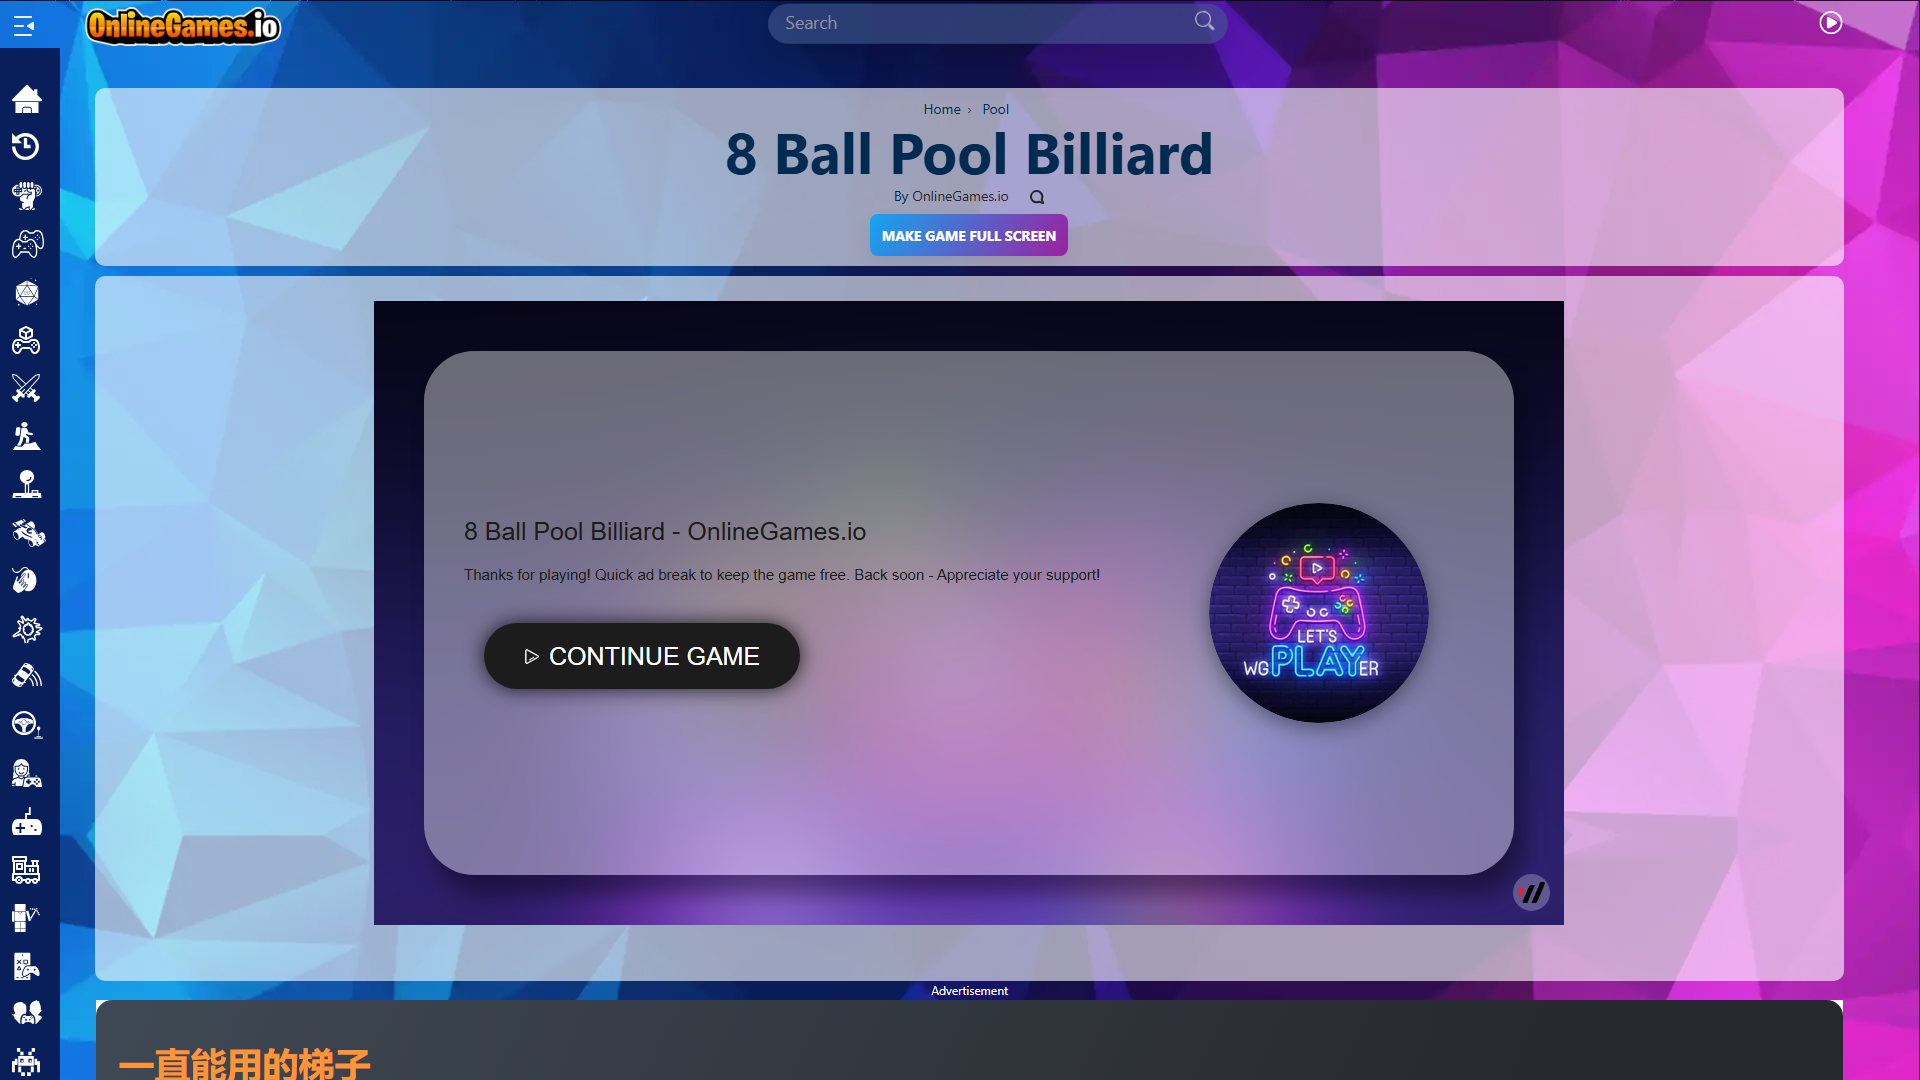 OnlineGames.io
Search
Home › Pool
8 Ball Pool Billiard
By OnlineGames.io
MAKE GAME FULL SCREEN
8 Ball Pool Billiard - OnlineGames.io
Thanks for playing! Quick ad break to keep the game free. Back soon - Appreciate your support!
CONTINUE GAME
LET'S
WGPLAYER
Advertisement
一直能用的梯子